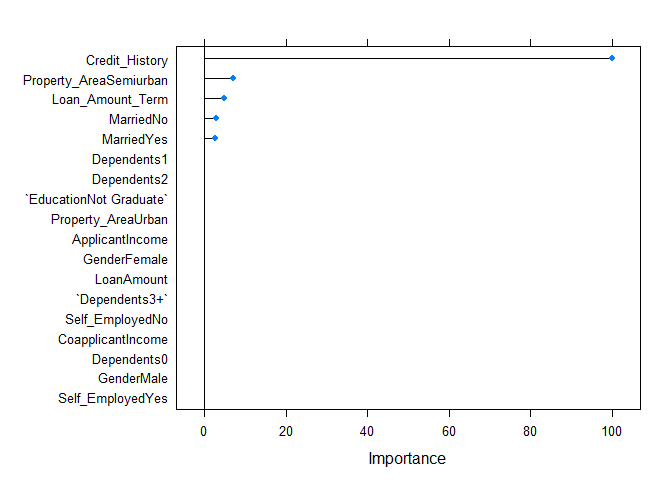 Credit_History
Property_AreaSemiurban
Loan_Amount_Term
MarriedNo
MarriedYes
Dependents1
Dependents2
`EducationNot Graduate`
Property_AreaUrban
ApplicantIncome
GenderFemale
LoanAmount
`Dependents3+`
Self_EmployedNo
CoapplicantIncome
Dependents0
GenderMale
Self_EmployedYes
0 20 40 60 80 100
Importance